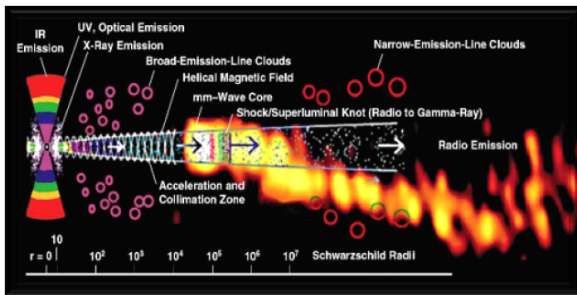 IR
Emission
UV, Optical Emission
X-Ray Emission
Broad-Emission-Line Clouds
Helical Magnetic Field
mm–Wave Core
Narrow-Emission-Line Clouds
Shock/Superluminal Knot (Radio to Gamma-Ray)
Radio Emission
Acceleration and
Collimation Zone
r = 0 10 10² 10³ 10⁴ 10⁵ 10⁶ 10⁷ Schwarzschild Radii